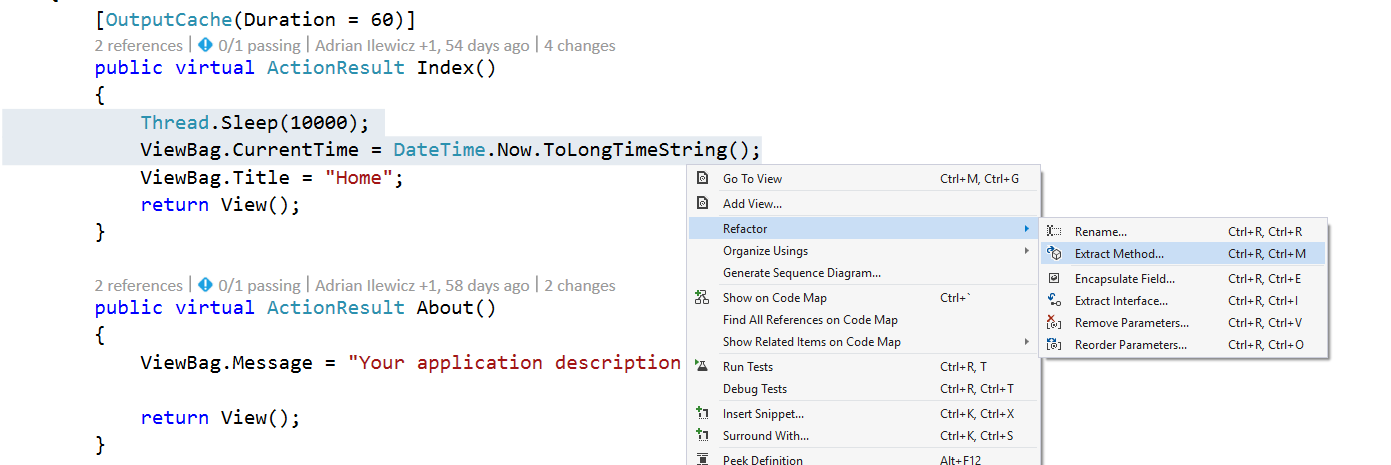 {
[OutputCache(Duration = 60)]
2 references | 0/1 passing | Adrian Ilewicz +1, 54 days ago | 4 changes
public virtual ActionResult Index()
{
Thread.Sleep(10000);
ViewBag.CurrentTime = DateTime.Now.ToLongTimeString();
ViewBag.Title = "Home";
return View();
}
2 references | 0/1 passing | Adrian Ilewicz +1, 58 days ago | 2 changes
public virtual ActionResult About()
{
ViewBag.Message = "Your application description
return View();
}
Go To View Ctrl+M, Ctrl+G
Add View...
Refactor
Organize Usings
Generate Sequence Diagram...
Show on Code Map Ctrl+`
Find All References on Code Map
Show Related Items on Code Map
Run Tests Ctrl+R, T
Debug Tests Ctrl+R, Ctrl+T
Insert Snippet... Ctrl+K, Ctrl+X
Surround With... Ctrl+K, Ctrl+S
Peek Definition Alt+F12
Rename... Ctrl+R, Ctrl+R
Extract Method... Ctrl+R, Ctrl+M
Encapsulate Field... Ctrl+R, Ctrl+E
Extract Interface... Ctrl+R, Ctrl+I
Remove Parameters... Ctrl+R, Ctrl+V
Reorder Parameters... Ctrl+R, Ctrl+O